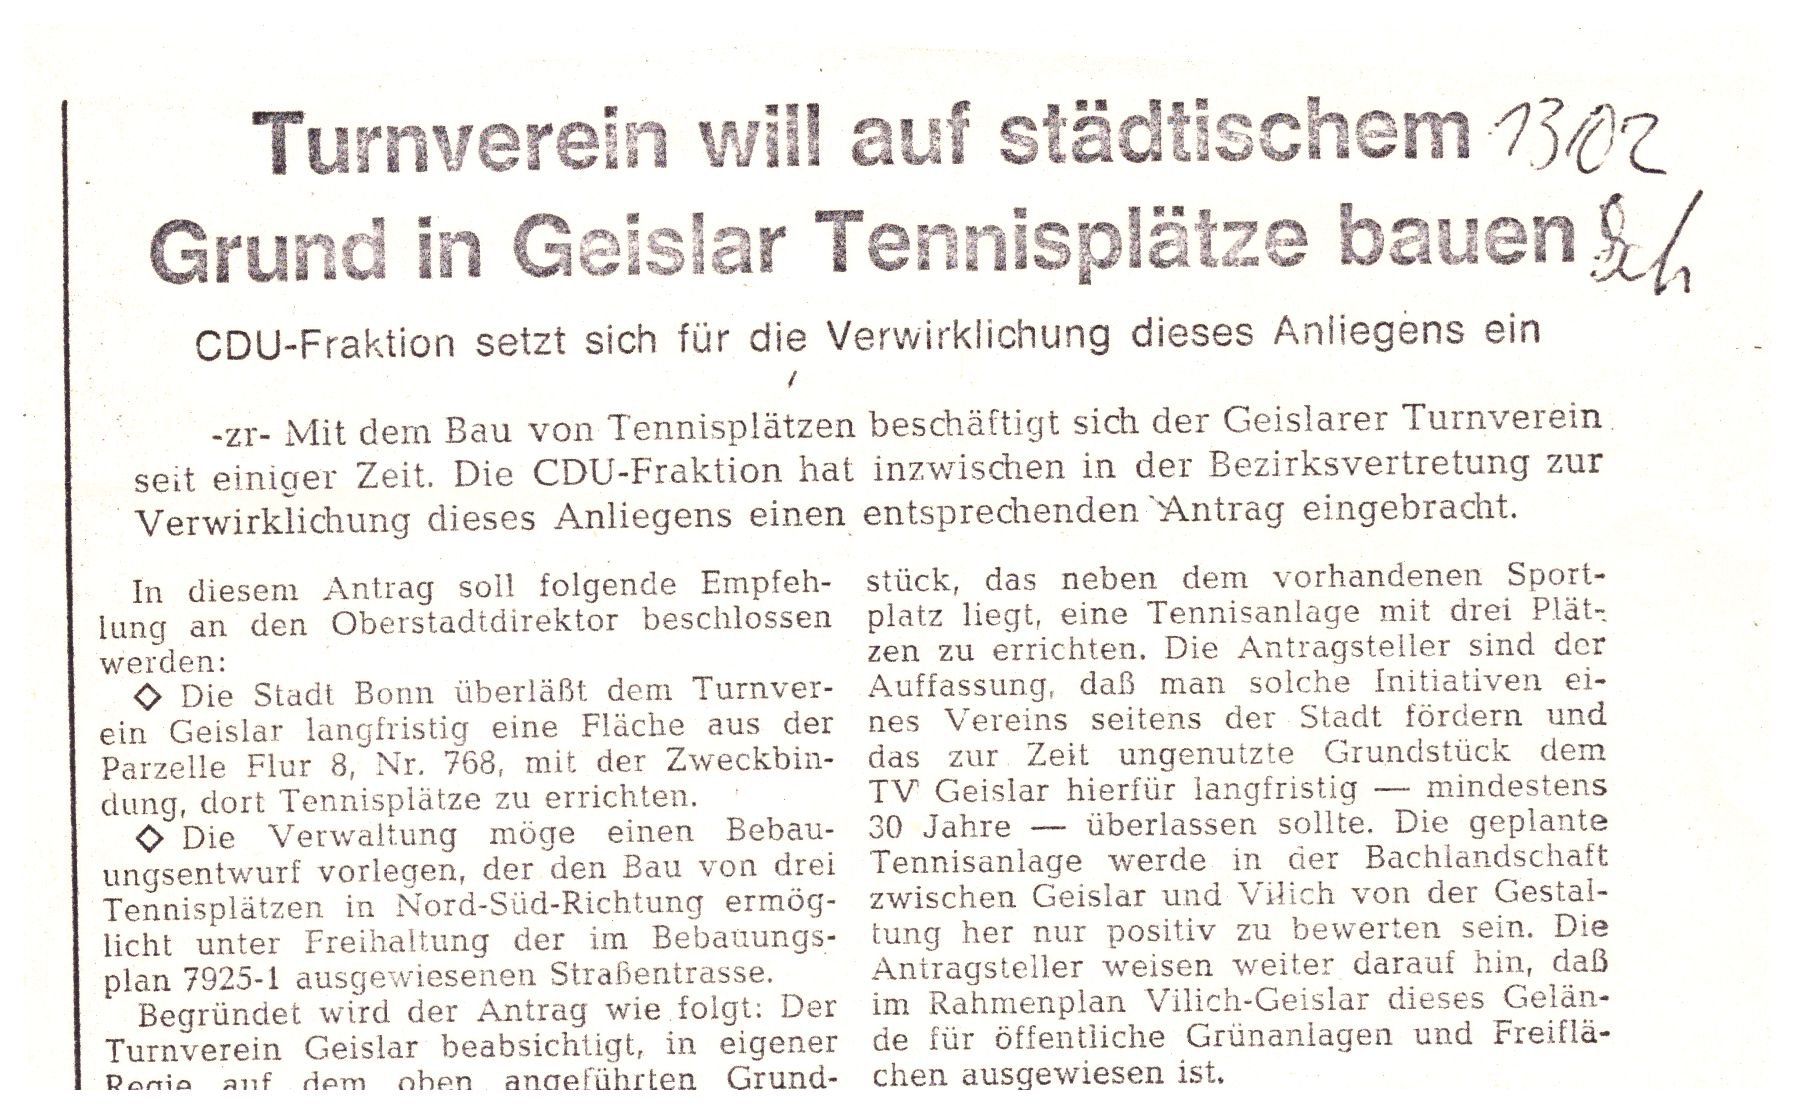 Turnverein will auf städtischem 13/02
Grund in Geislar Tennisplätze bauen
CDU-Fraktion setzt sich für die Verwirklichung dieses Anliegens ein
-zr- Mit dem Bau von Tennisplätzen beschäftigt sich der Geislarer Turnverein
seit einiger Zeit. Die CDU-Fraktion hat inzwischen in der Bezirksvertretung zur
Verwirklichung dieses Anliegens einen entsprechenden Antrag eingebracht.
In diesem Antrag soll folgende Empfeh-
lung an den Oberstadtdirektor beschlossen
werden:
◇ Die Stadt Bonn überläßt dem Turnver-
ein Geislar langfristig eine Fläche aus der
Parzelle Flur 8, Nr. 768, mit der Zweckbin-
dung, dort Tennisplätze zu errichten.
◇ Die Verwaltung möge einen Bebau-
ungsentwurf vorlegen, der den Bau von drei
Tennisplätzen in Nord-Süd-Richtung ermög-
licht unter Freihaltung der im Bebauungs-
plan 7925-1 ausgewiesenen Straßentrasse.
Begründet wird der Antrag wie folgt: Der
Turnverein Geislar beabsichtigt, in eigener
Regie auf dem oben angeführten Grund-
stück, das neben dem vorhandenen Sport-
platz liegt, eine Tennisanlage mit drei Plät-
zen zu errichten. Die Antragsteller sind der
Auffassung, daß man solche Initiativen ei-
nes Vereins seitens der Stadt fördern und
das zur Zeit ungenutzte Grundstück dem
TV Geislar hierfür langfristig — mindestens
30 Jahre — überlassen sollte. Die geplante
Tennisanlage werde in der Bachlandschaft
zwischen Geislar und Vilich von der Gestal-
tung her nur positiv zu bewerten sein. Die
Antragsteller weisen weiter darauf hin, daß
im Rahmenplan Vilich-Geislar dieses Gelän-
de für öffentliche Grünanlagen und Freiflä-
chen ausgewiesen ist.